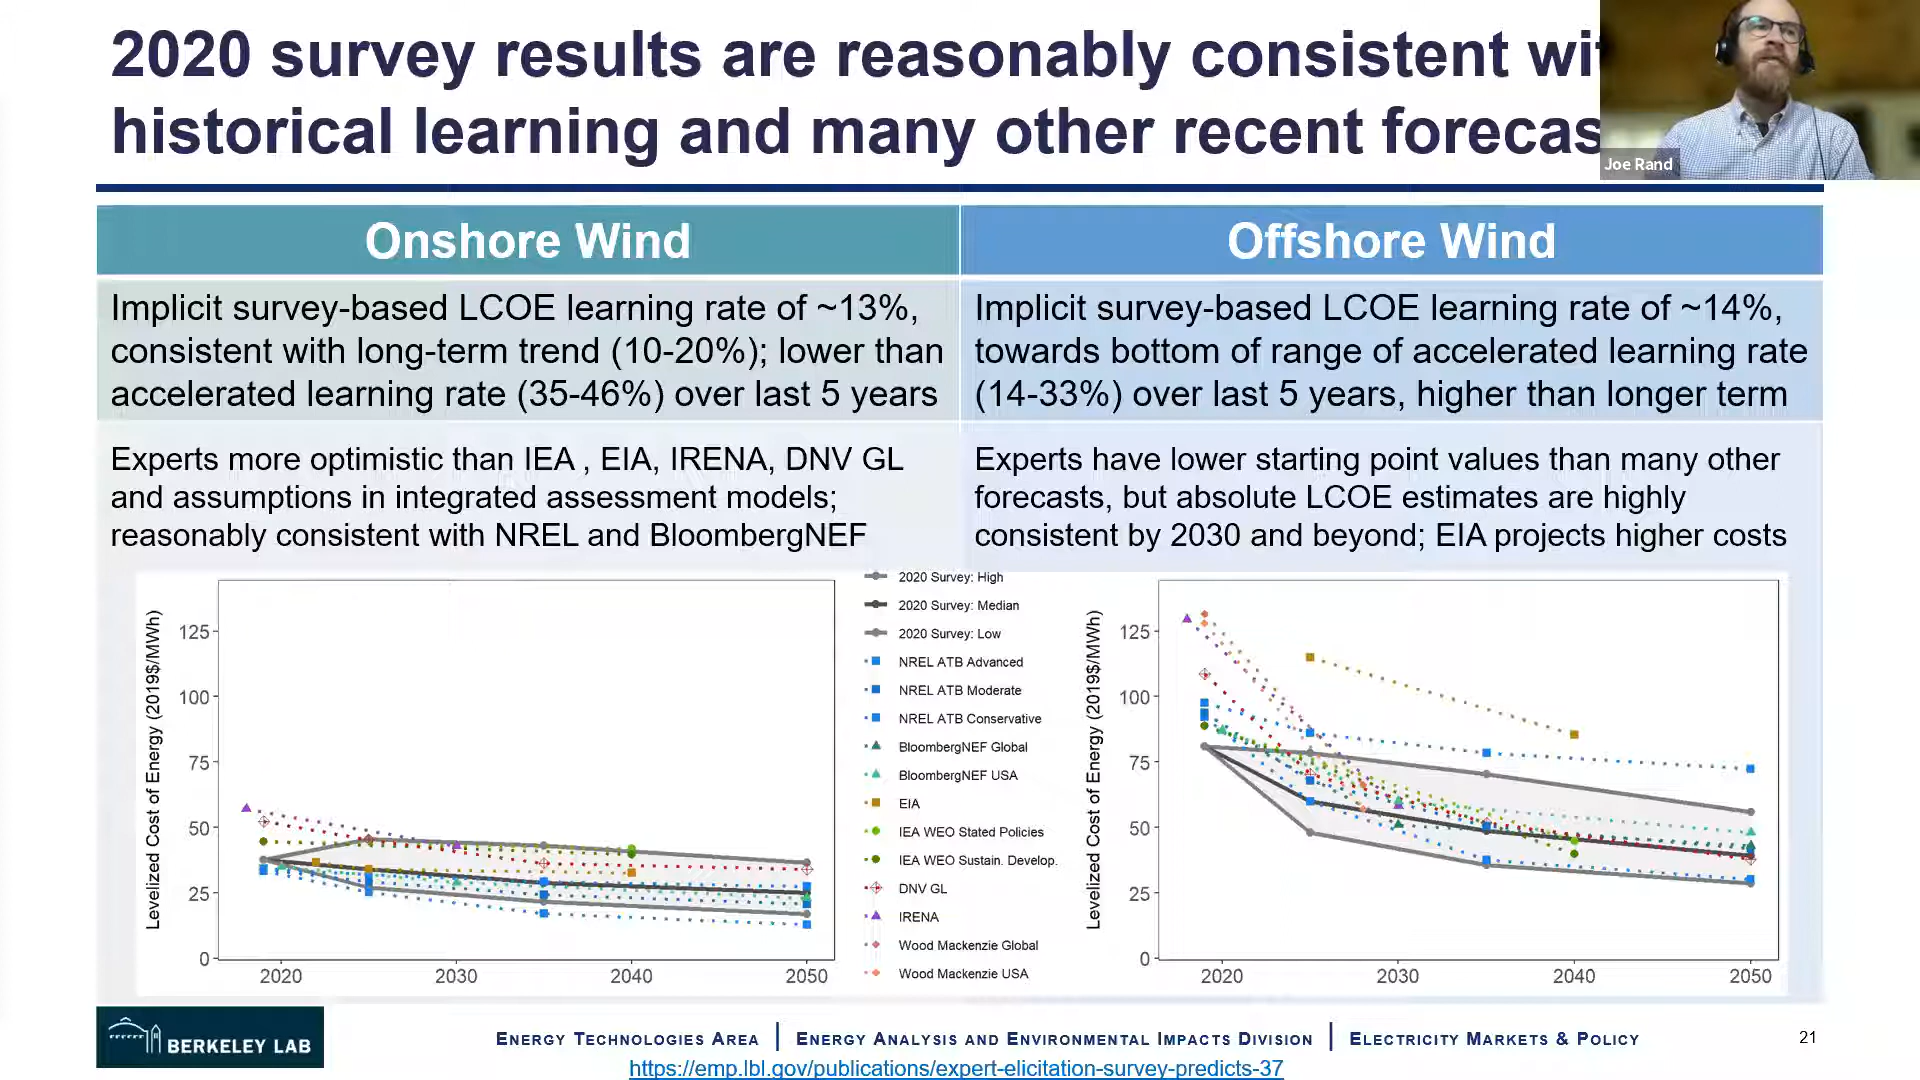 2020 survey results are reasonably consistent wi
historical learning and many other recent forecas
Joe Rand
Onshore Wind
Offshore Wind
Implicit survey-based LCOE learning rate of ~13%,
consistent with long-term trend (10-20%); lower than
accelerated learning rate (35-46%) over last 5 years
Implicit survey-based LCOE learning rate of ~14%,
towards bottom of range of accelerated learning rate
(14-33%) over last 5 years, higher than longer term
Experts more optimistic than IEA , EIA, IRENA, DNV GL
and assumptions in integrated assessment models;
reasonably consistent with NREL and BloombergNEF
Experts have lower starting point values than many other
forecasts, but absolute LCOE estimates are highly
consistent by 2030 and beyond; EIA projects higher costs
Levelized Cost of Energy (2019$/MWh)
125
100
75
50
25
0
2020
2030
2040
2050
2020 Survey: High
2020 Survey: Median
2020 Survey: Low
NREL ATB Advanced
NREL ATB Moderate
NREL ATB Conservative
BloombergNEF Global
BloombergNEF USA
EIA
IEA WEO Stated Policies
IEA WEO Sustain. Develop.
DNV GL
IRENA
Wood Mackenzie Global
Wood Mackenzie USA
Levelized Cost of Energy (2019$/MWh)
125
100
75
50
25
0
2020
2030
2040
2050
BERKELEY LAB
ENERGY TECHNOLOGIES AREA | ENERGY ANALYSIS AND ENVIRONMENTAL IMPACTS DIVISION | ELECTRICITY MARKETS & POLICY
21
https://emp.lbl.gov/publications/expert-elicitation-survey-predicts-37